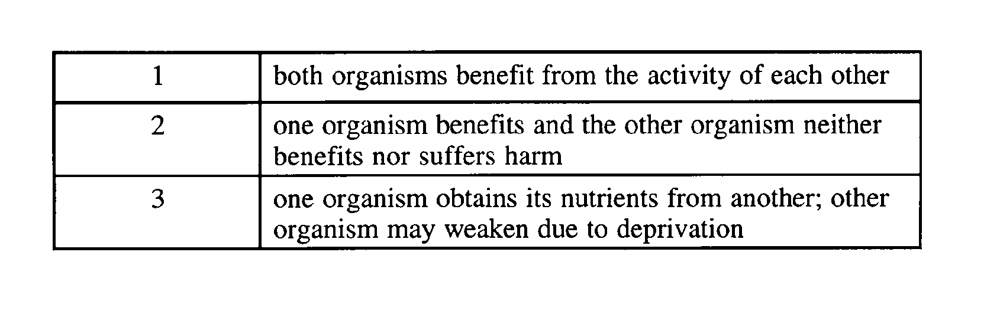 1 both organisms benefit from the activity of each other
2 one organism benefits and the other organism neither
benefits nor suffers harm
3 one organism obtains its nutrients from another; other
organism may weaken due to deprivation